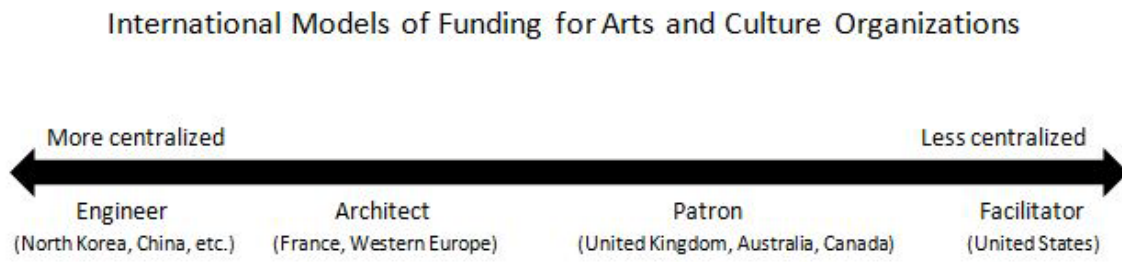 International Models of Funding for Arts and Culture Organizations
More centralized Less centralized
Engineer Architect Patron Facilitator
(North Korea, China, etc.) (France, Western Europe) (United Kingdom, Australia, Canada) (United States)